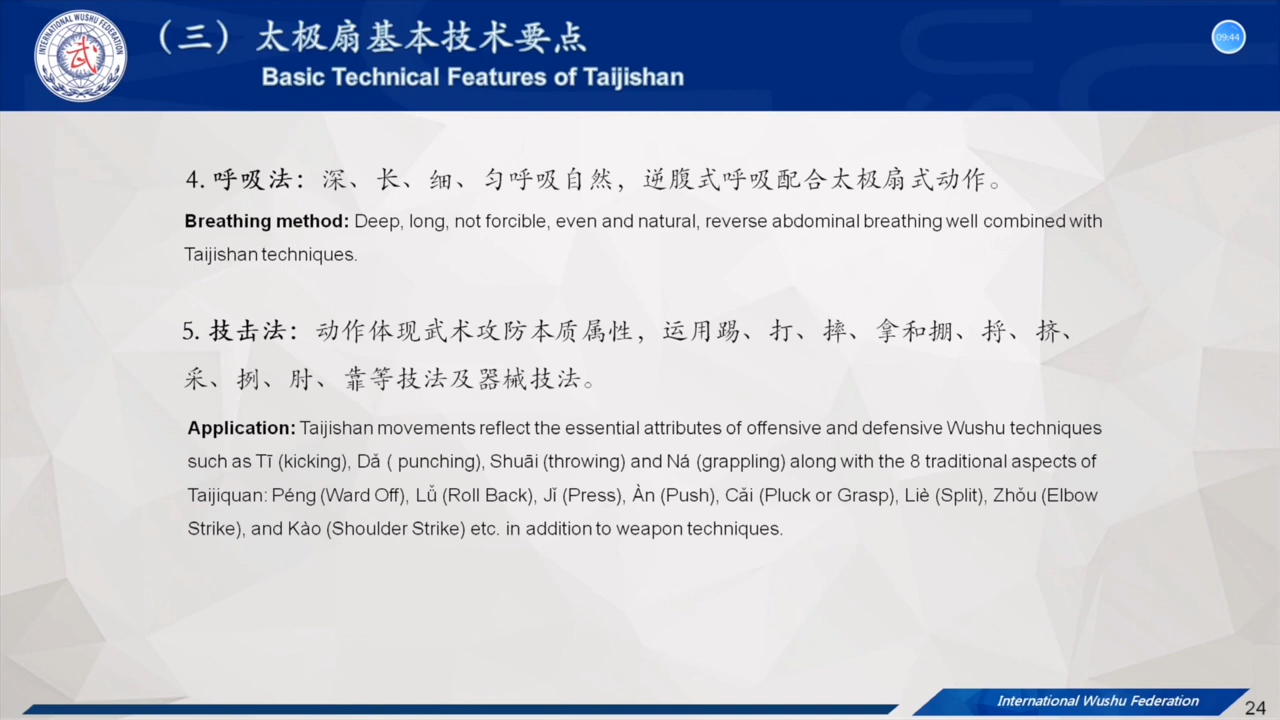 INTERNATIONAL WUSHU FEDERATION
武
（三）太极扇基本技术要点
Basic Technical Features of Taijishan
09:44
4. 呼吸法：深、长、细、匀呼吸自然，逆腹式呼吸配合太极扇式动作。
Breathing method: Deep, long, not forcible, even and natural, reverse abdominal breathing well combined with
Taijishan techniques.
5. 技击法：动作体现武术攻防本质属性，运用踢、打、摔、拿和掤、捋、挤、
采、挒、肘、靠等技法及器械技法。
Application: Taijishan movements reflect the essential attributes of offensive and defensive Wushu techniques
such as Tī (kicking), Dǎ ( punching), Shuāi (throwing) and Ná (grappling) along with the 8 traditional aspects of
Taijiquan: Péng (Ward Off), Lǚ (Roll Back), Jǐ (Press), Àn (Push), Cǎi (Pluck or Grasp), Liè (Split), Zhǒu (Elbow
Strike), and Kào (Shoulder Strike) etc. in addition to weapon techniques.
International Wushu Federation
24